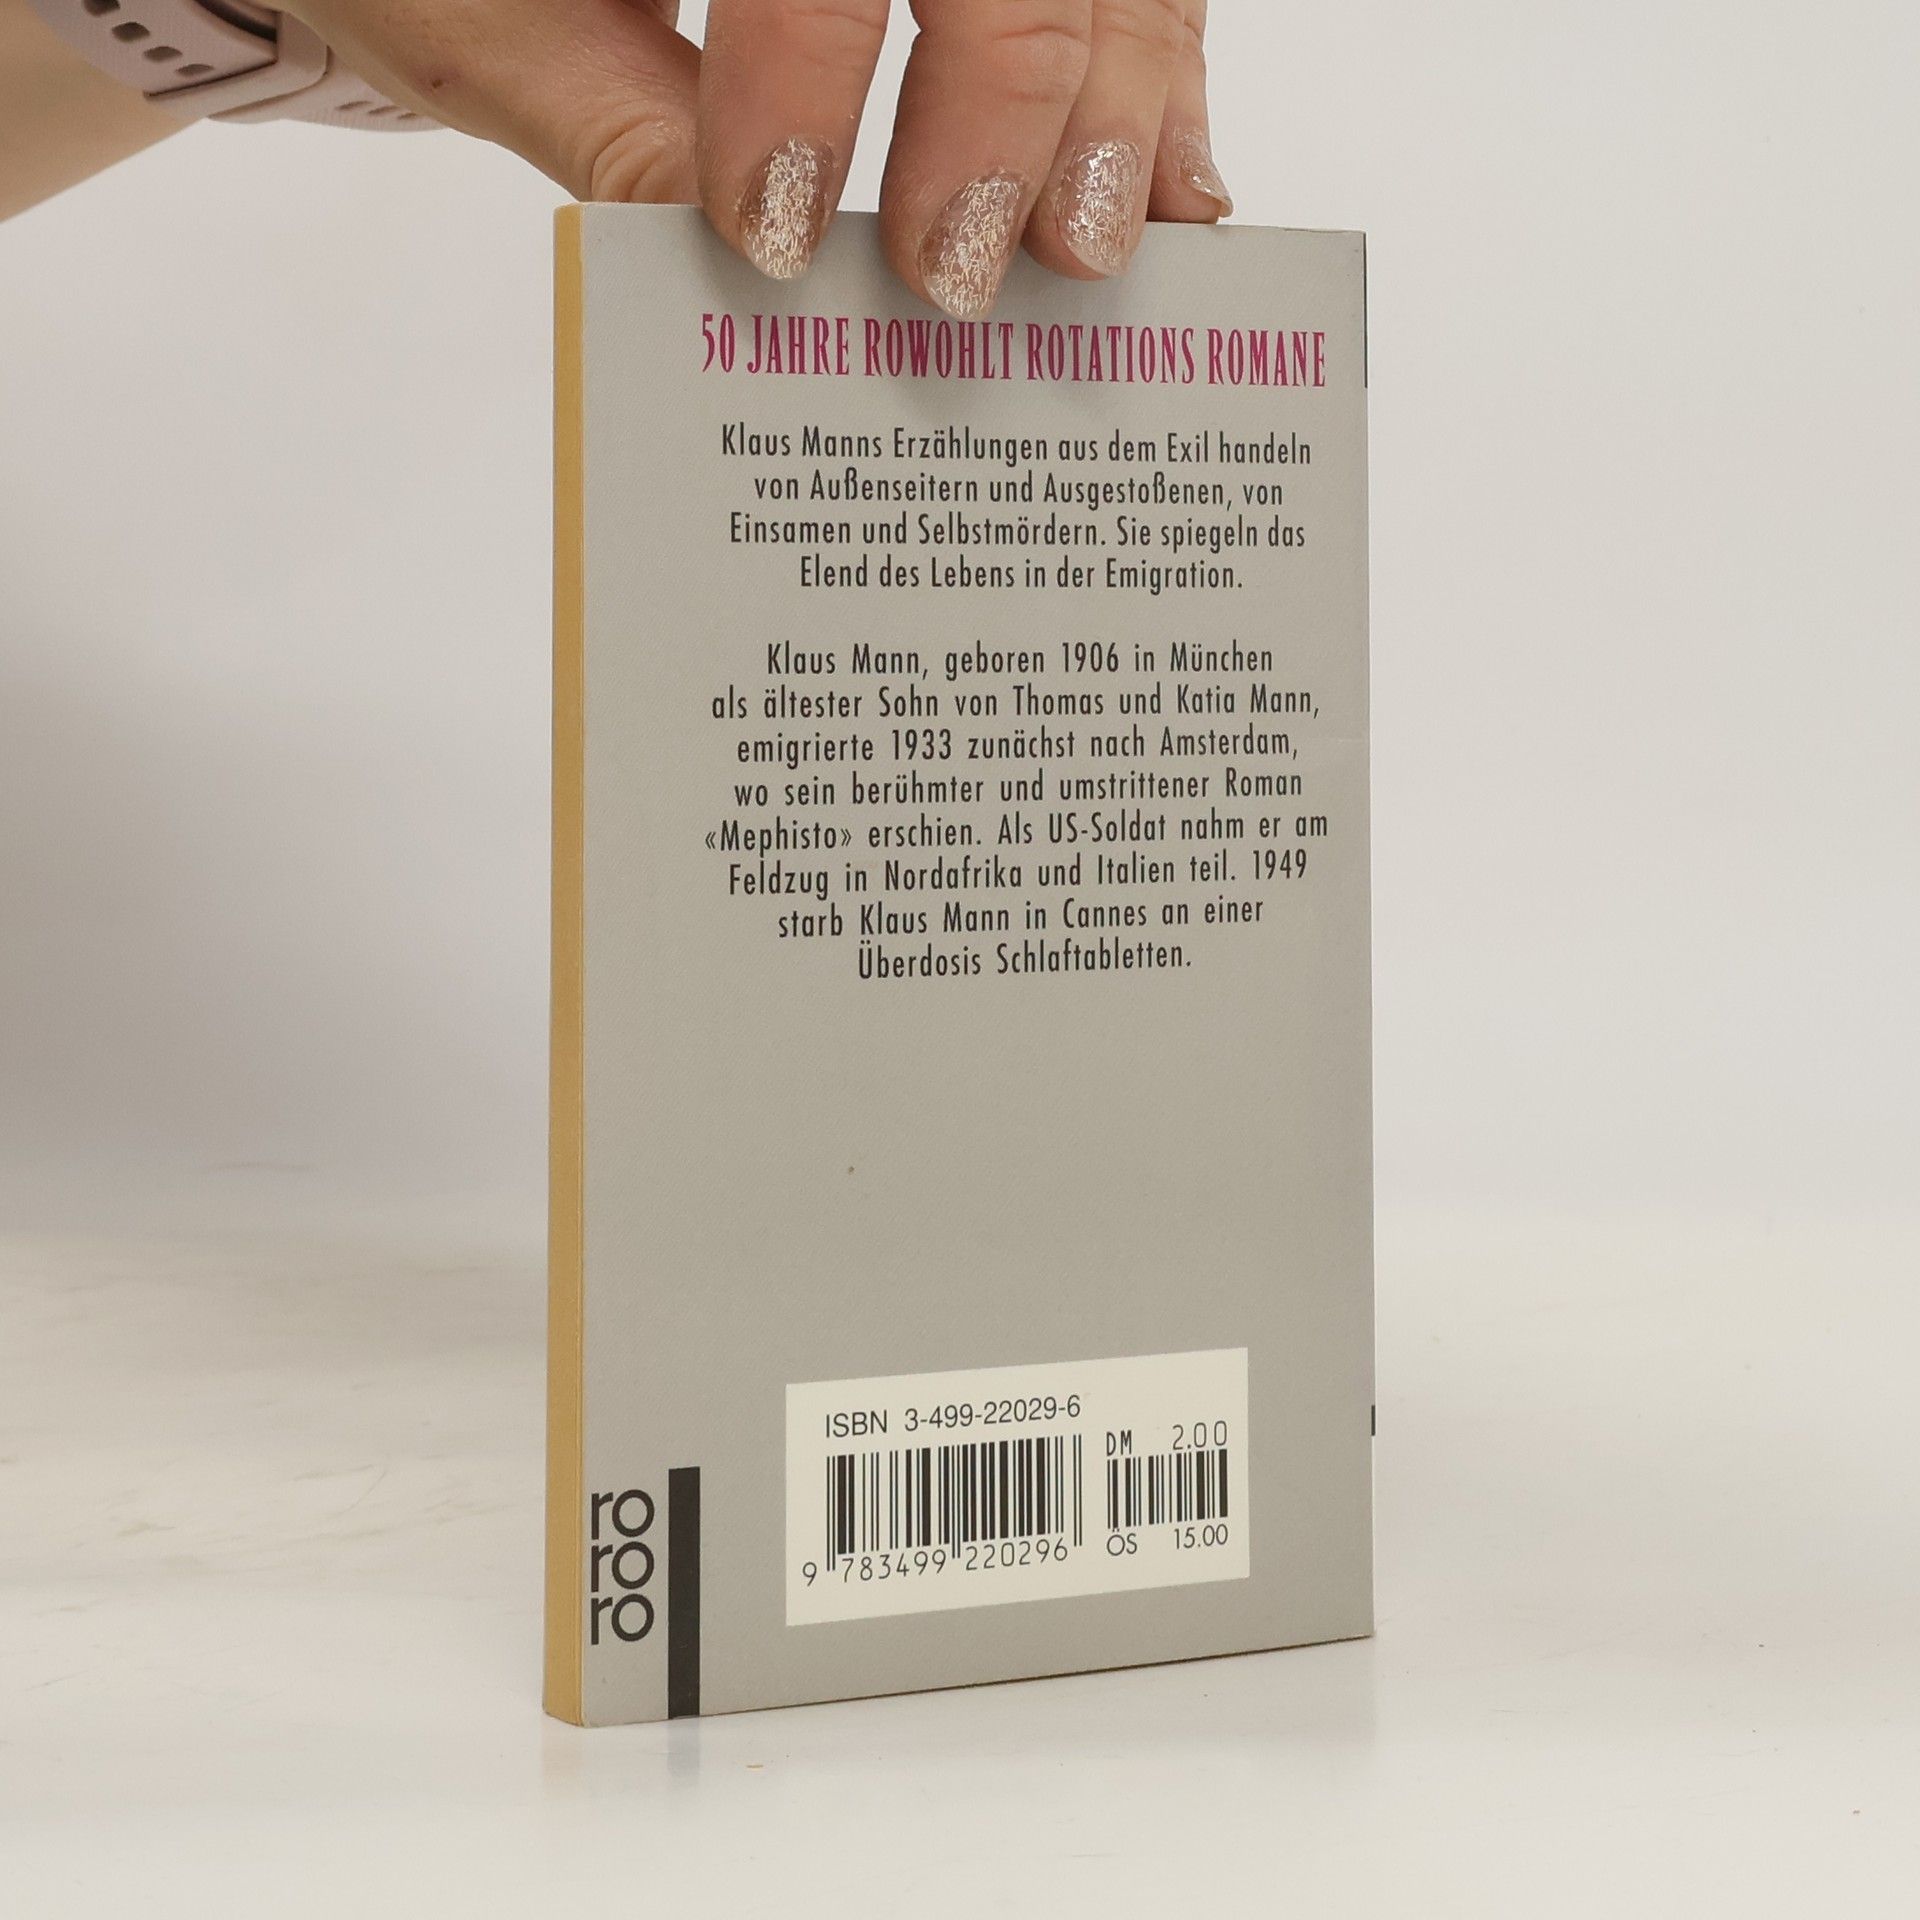 50 JAHRE ROWOHLT ROTATIONS ROMANE
Klaus Manns Erzählungen aus dem Exil handeln
von Außenseitern und Ausgestoßenen, von
Einsamen und Selbstmördern. Sie spiegeln das
Elend des Lebens in der Emigration.
Klaus Mann, geboren 1906 in München
als ältester Sohn von Thomas und Katia Mann,
emigrierte 1933 zunächst nach Amsterdam,
wo sein berühmter und umstrittener Roman
«Mephisto» erschien. Als US-Soldat nahm er am
Feldzug in Nordafrika und Italien teil. 1949
starb Klaus Mann in Cannes an einer
Überdosis Schlaftabletten.
ISBN 3-499-22029-6
DM 2.00
9 783499 220296
ÖS 15.00
ro
ro
ro